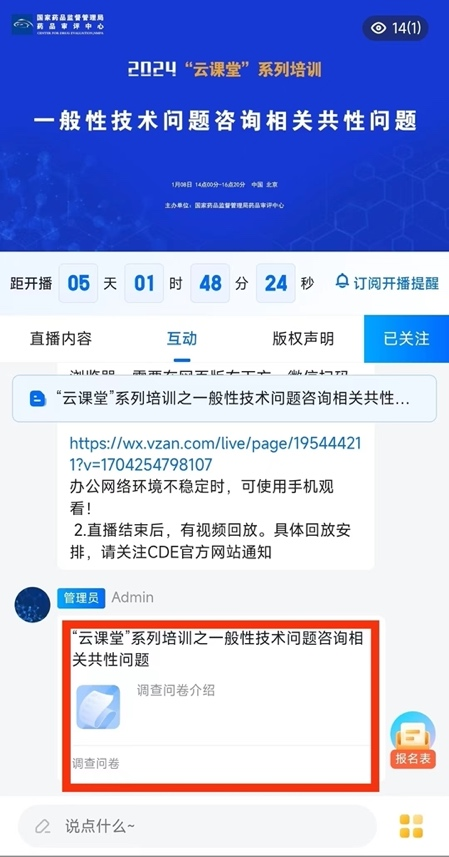 国家药品监督管理局
药品审评中心
CENTER FOR DRUG EVALUATION, NMPA
14(1)
2024“云课堂”系列培训
一般性技术问题咨询相关共性问题
1月08日 14点00分~16点20分 中国 北京
主办单位：国家药品监督管理局药品审评中心
距开播 05 天 01 时 48 分 24 秒 订阅开播提醒
直播内容 互动 版权声明 已关注
“云课堂”系列培训之一般性技术问题咨询相关共性...
https://wx.vzan.com/live/page/19544421
1?v=1704254798107
办公网络环境不稳定时，可使用手机观
看！
2.直播结束后，有视频回放。具体回放安
排，请关注CDE官方网站通知
管理员 Admin
“云课堂”系列培训之一般性技术问题咨询相
关共性问题
调查问卷介绍
调查问卷
报名表
说点什么~